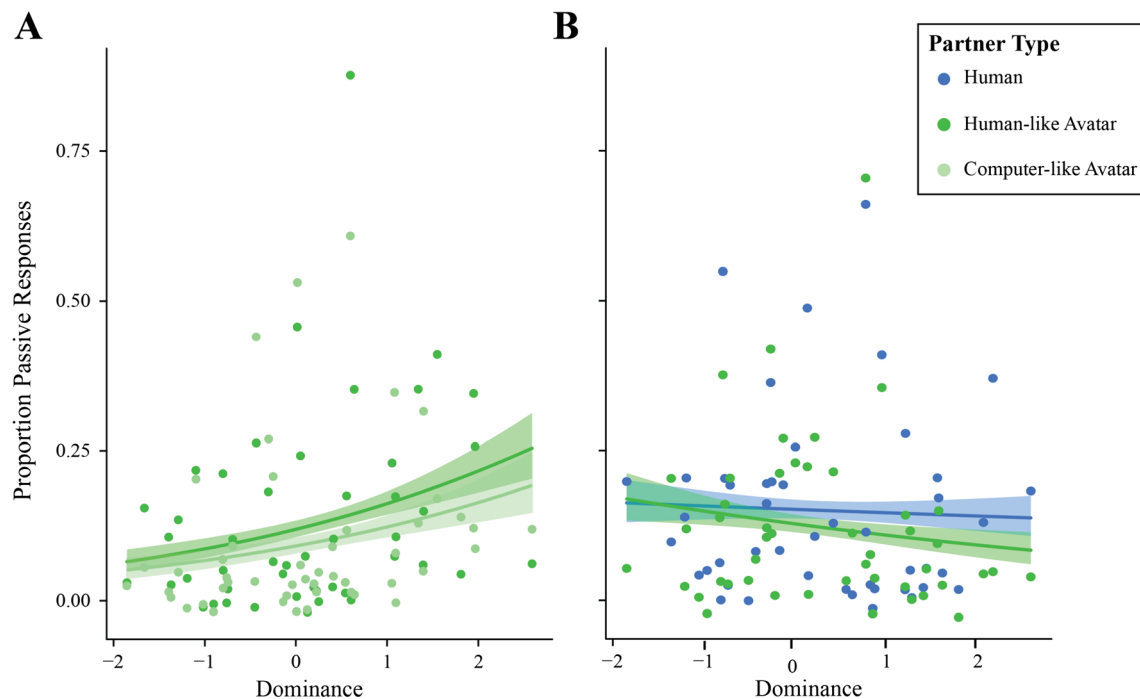 A
B
Partner Type
Human
Human-like Avatar
Computer-like Avatar
Proportion Passive Responses
0.75
0.50
0.25
0.00
−2
−1
0
1
2
Dominance
−2
−1
0
1
2
Dominance